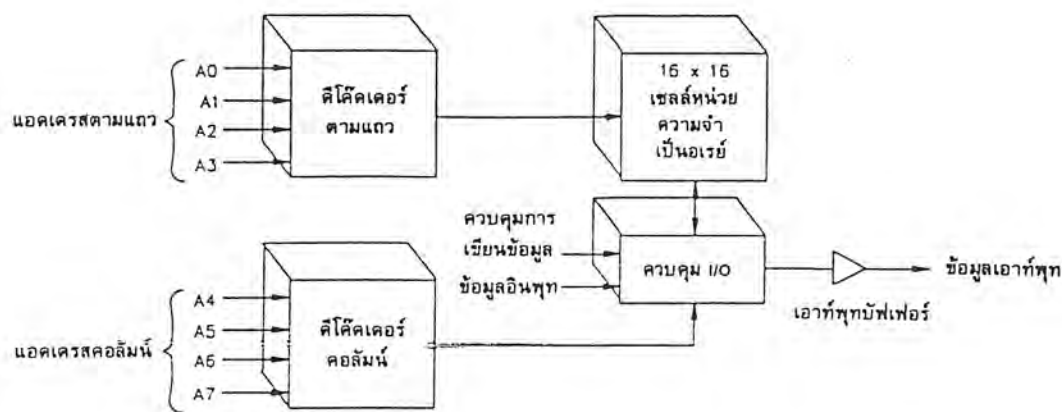 แอดเดรสตามแถว
A0
A1
A2
A3
ดีโค๊ดเดอร์
ตามแถว
16 x 16
เซลล์หน่วย
ความจำ
เป็นอเรย์
ควบคุมการ
เขียนข้อมูล
ข้อมูลอินพุท
ควบคุม I/O
ข้อมูลเอาท์พุท
เอาท์พุทบัฟเฟอร์
แอดเดรสคอลัมน์
A4
A5
A6
A7
ดีโค๊ดเดอร์
คอลัมน์